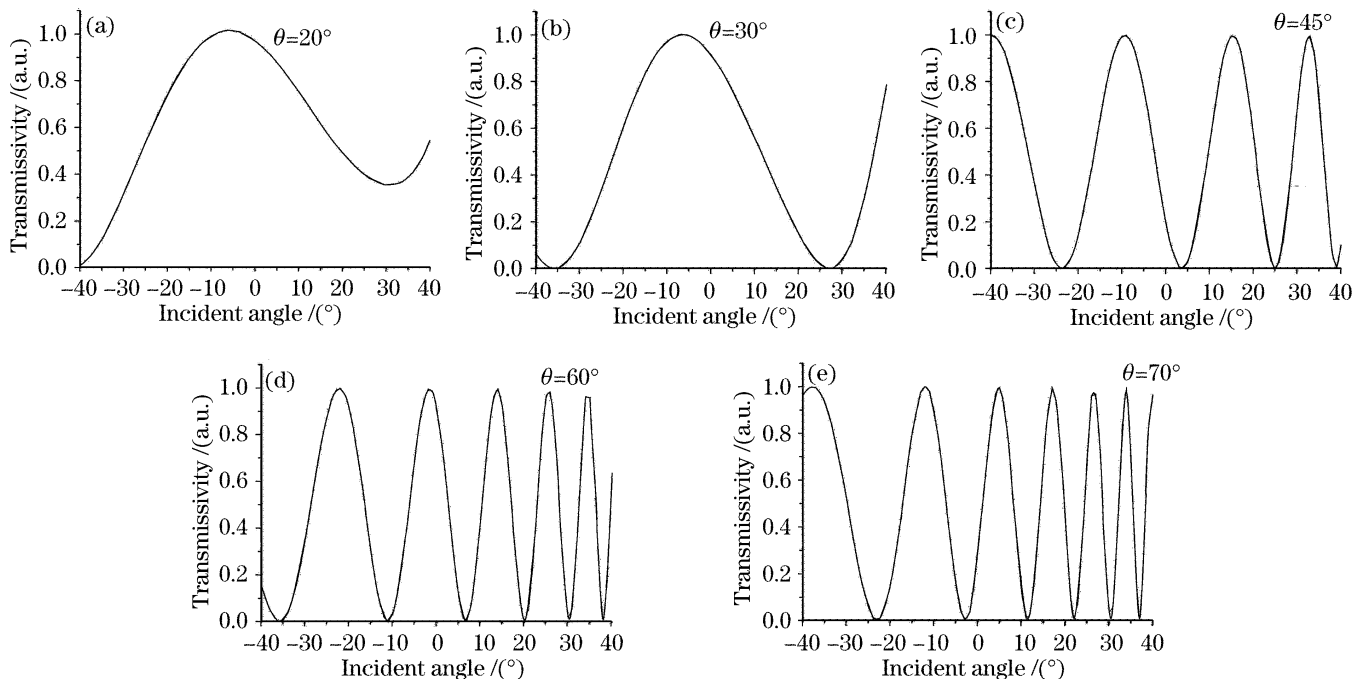 (a)
θ=20°
Transmissivity /(a.u.)
1.0
0.8
0.6
0.4
0.2
0.0
−40 −30 −20 −10 0 10 20 30 40
Incident angle /(°)
(b)
θ=30°
Transmissivity /(a.u.)
1.0
0.8
0.6
0.4
0.2
0.0
−40 −30 −20 −10 0 10 20 30 40
Incident angle /(°)
(c)
θ=45°
Transmissivity /(a.u.)
1.0
0.8
0.6
0.4
0.2
0.0
−40 −30 −20 −10 0 10 20 30 40
Incident angle /(°)
(d)
θ=60°
Transmissivity /(a.u.)
1.0
0.8
0.6
0.4
0.2
0.0
−40 −30 −20 −10 0 10 20 30 40
Incident angle /(°)
(e)
θ=70°
Transmissivity /(a.u.)
1.0
0.8
0.6
0.4
0.2
0.0
−40 −30 −20 −10 0 10 20 30 40
Incident angle /(°)